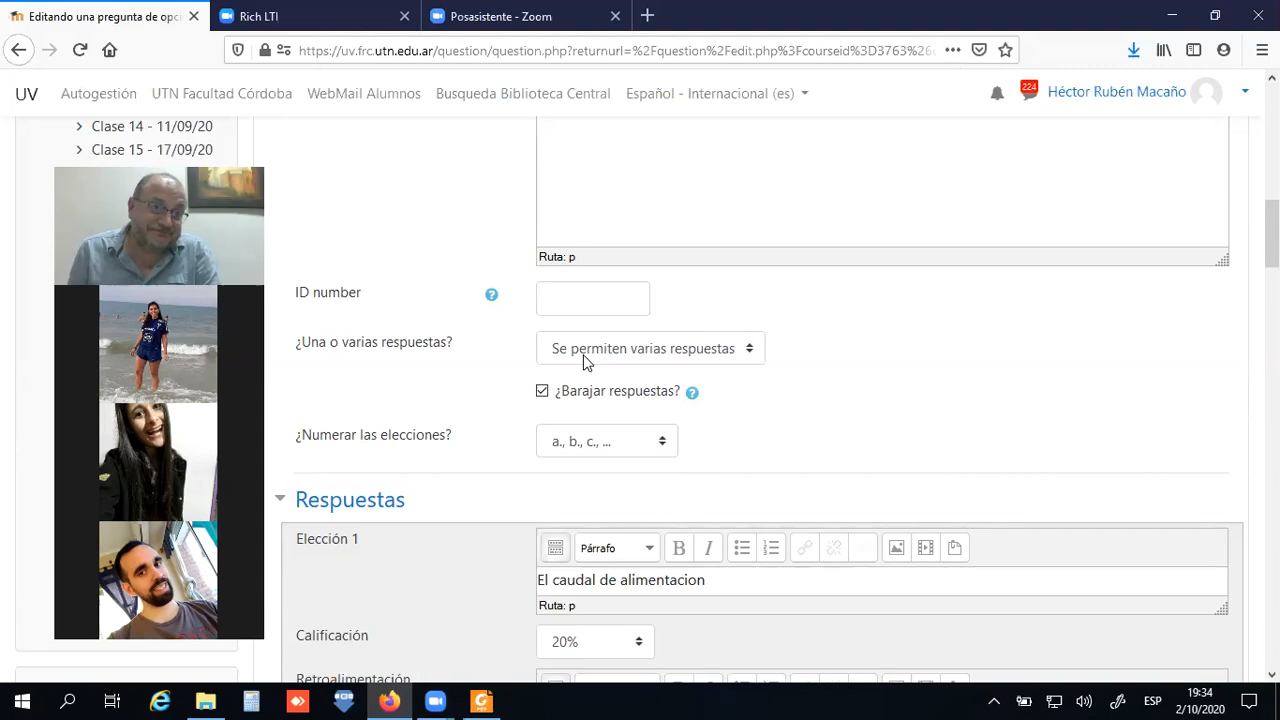 Editando una pregunta de opci
Rich LTI
Posasistente - Zoom
https://uv.frc.utn.edu.ar/question/question.php?returnurl=%2Fquestion%2Fedit.php%3Fcourseid%3D3763%26
UV
Autogestión
UTN Facultad Córdoba
WebMail Alumnos
Busqueda Biblioteca Central
Español - Internacional (es)
224
Héctor Rubén Macaño
Clase 14 - 11/09/20
Clase 15 - 17/09/20
Ruta: p
ID number
¿Una o varias respuestas?
Se permiten varias respuestas
¿Barajar respuestas?
¿Numerar las elecciones?
a., b., c., ...
Respuestas
Elección 1
Párrafo
B I
El caudal de alimentacion
Ruta: p
Calificación
20%
Retroalimentación
ESP
19:34
2/10/2020